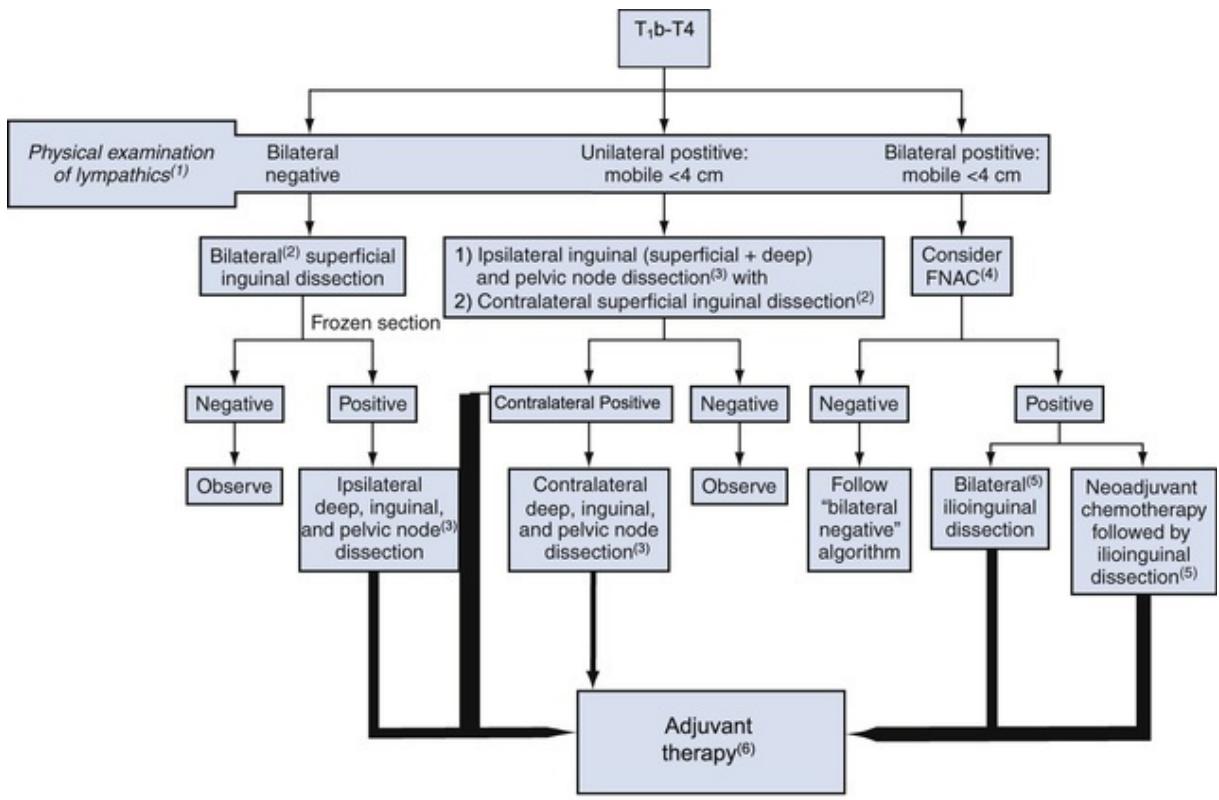 T₁b-T4
Physical examination
of lympathics(1)
Bilateral
negative
Unilateral postitive:
mobile <4 cm
Bilateral postitive:
mobile <4 cm
Bilateral(2) superficial
inguinal dissection
1) Ipsilateral inguinal (superficial + deep)
and pelvic node dissection(3) with
2) Contralateral superficial inguinal dissection(2)
Consider
FNAC(4)
Frozen section
Negative
Positive
Contralateral Positive
Negative
Negative
Positive
Observe
Ipsilateral
deep, inguinal,
and pelvic node(3)
dissection
Contralateral
deep, inguinal,
and pelvic node
dissection(3)
Observe
Follow
“bilateral
negative”
algorithm
Bilateral(5)
ilioinguinal
dissection
Neoadjuvant
chemotherapy
followed by
ilioinguinal
dissection(5)
Adjuvant
therapy(6)